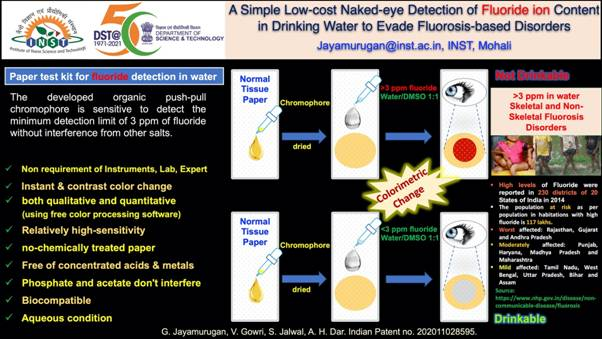 A Simple Low-cost Naked-eye Detection of Fluoride ion Content
in Drinking Water to Evade Fluorosis-based Disorders
Jayamurugan@inst.ac.in, INST, Mohali
INST
Institute of Nano Science and Technology
DST@
1971-2021
DEPARTMENT OF
SCIENCE & TECHNOLOGY
Paper test kit for fluoride detection in water
The developed organic push-pull
chromophore is sensitive to detect the
minimum detection limit of 3 ppm of fluoride
without interference from other salts.
✓ Non requirement of Instruments, Lab, Expert
✓ Instant & contrast color change
✓ both qualitative and quantitative
(using free color processing software)
✓ Relatively high-sensitivity
✓ no-chemically treated paper
✓ Free of concentrated acids & metals
✓ Phosphate and acetate don't interfere
✓ Biocompatible
✓ Aqueous condition
Normal
Tissue
Paper
Chromophore
dried
>3 ppm fluoride
Water/DMSO 1:1
Colorimetric
Change
Normal
Tissue
Paper
Chromophore
dried
<3 ppm fluoride
Water/DMSO 1:1
Not Drinkable
>3 ppm in water
Skeletal and Non-
Skeletal Fluorosis
Disorders
• High levels of Fluoride were
reported in 230 districts of 20
States of India in 2014
• The population at risk as per
population in habitations with high
fluoride is 117 lakhs.
• Worst affected: Rajasthan, Gujarat
and Andhra Pradesh
• Moderately affected: Punjab,
Haryana, Madhya Pradesh and
Maharashtra
• Mild affected: Tamil Nadu, West
Bengal, Uttar Pradesh, Bihar and
Assam
Source:
https://www.nhp.gov.in/disease/non-
communicable-disease/fluorosis
Drinkable
G. Jayamurugan, V. Gowri, S. Jalwal, A. H. Dar. Indian Patent no. 202011028595.